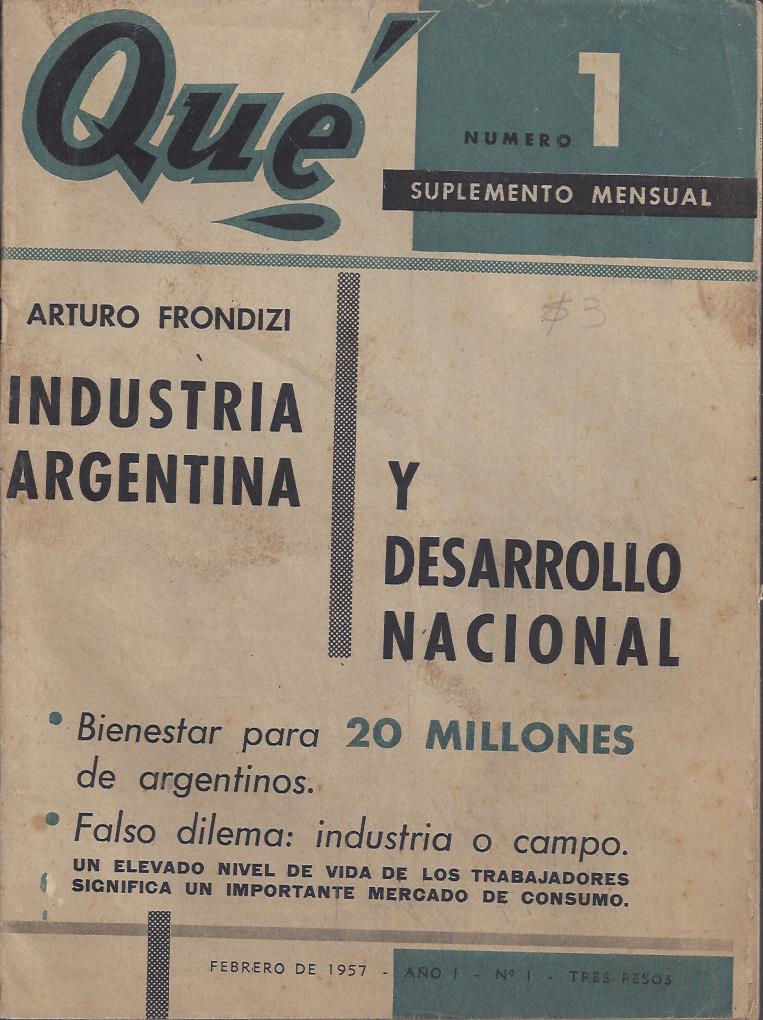 Qué
NUMERO 1
SUPLEMENTO MENSUAL
ARTURO FRONDIZI
$3
INDUSTRIA
ARGENTINA
Y
DESARROLLO
NACIONAL
• Bienestar para 20 MILLONES
de argentinos.
• Falso dilema: industria o campo.
UN ELEVADO NIVEL DE VIDA DE LOS TRABAJADORES
SIGNIFICA UN IMPORTANTE MERCADO DE CONSUMO.
FEBRERO DE 1957 - AÑO I - Nº I - TRES PESOS